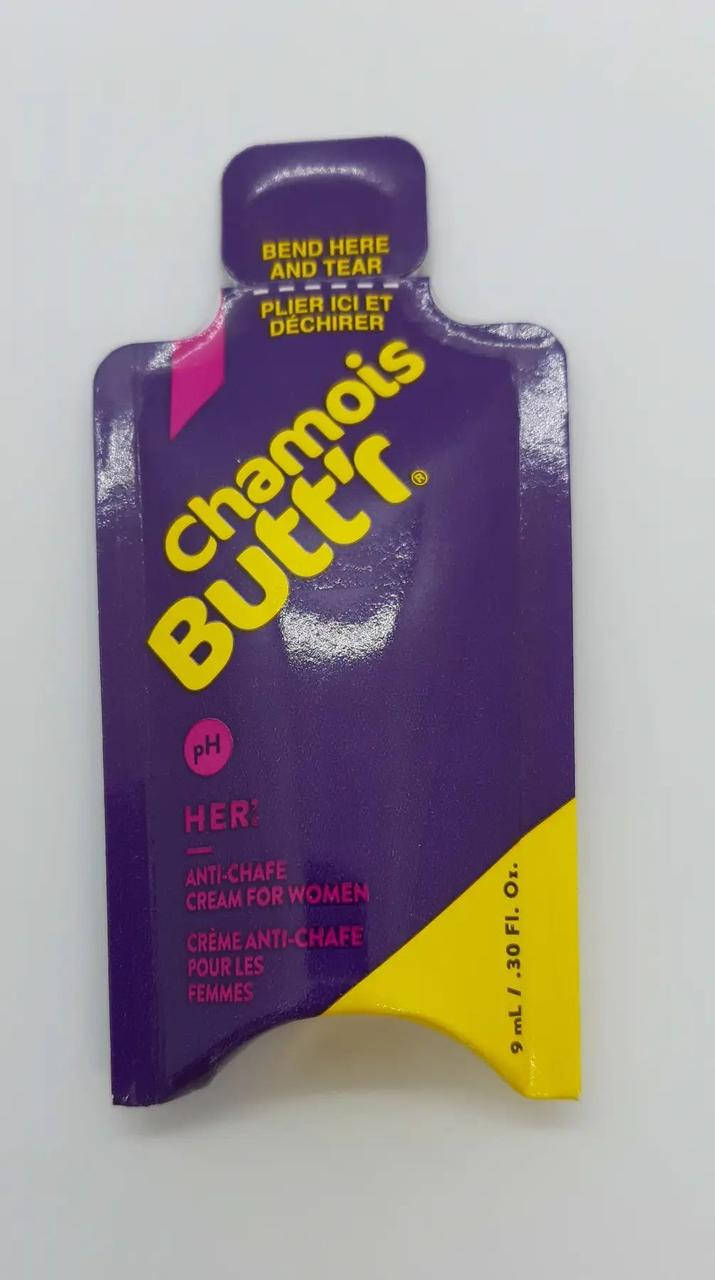 BEND HERE
AND TEAR
PLIER ICI ET
DÉCHIRER
Chamois
Butt'r®
pH
HER'
ANTI-CHAFE
CREAM FOR WOMEN
CRÈME ANTI-CHAFE
POUR LES
FEMMES
9 mL / .30 Fl. Oz.